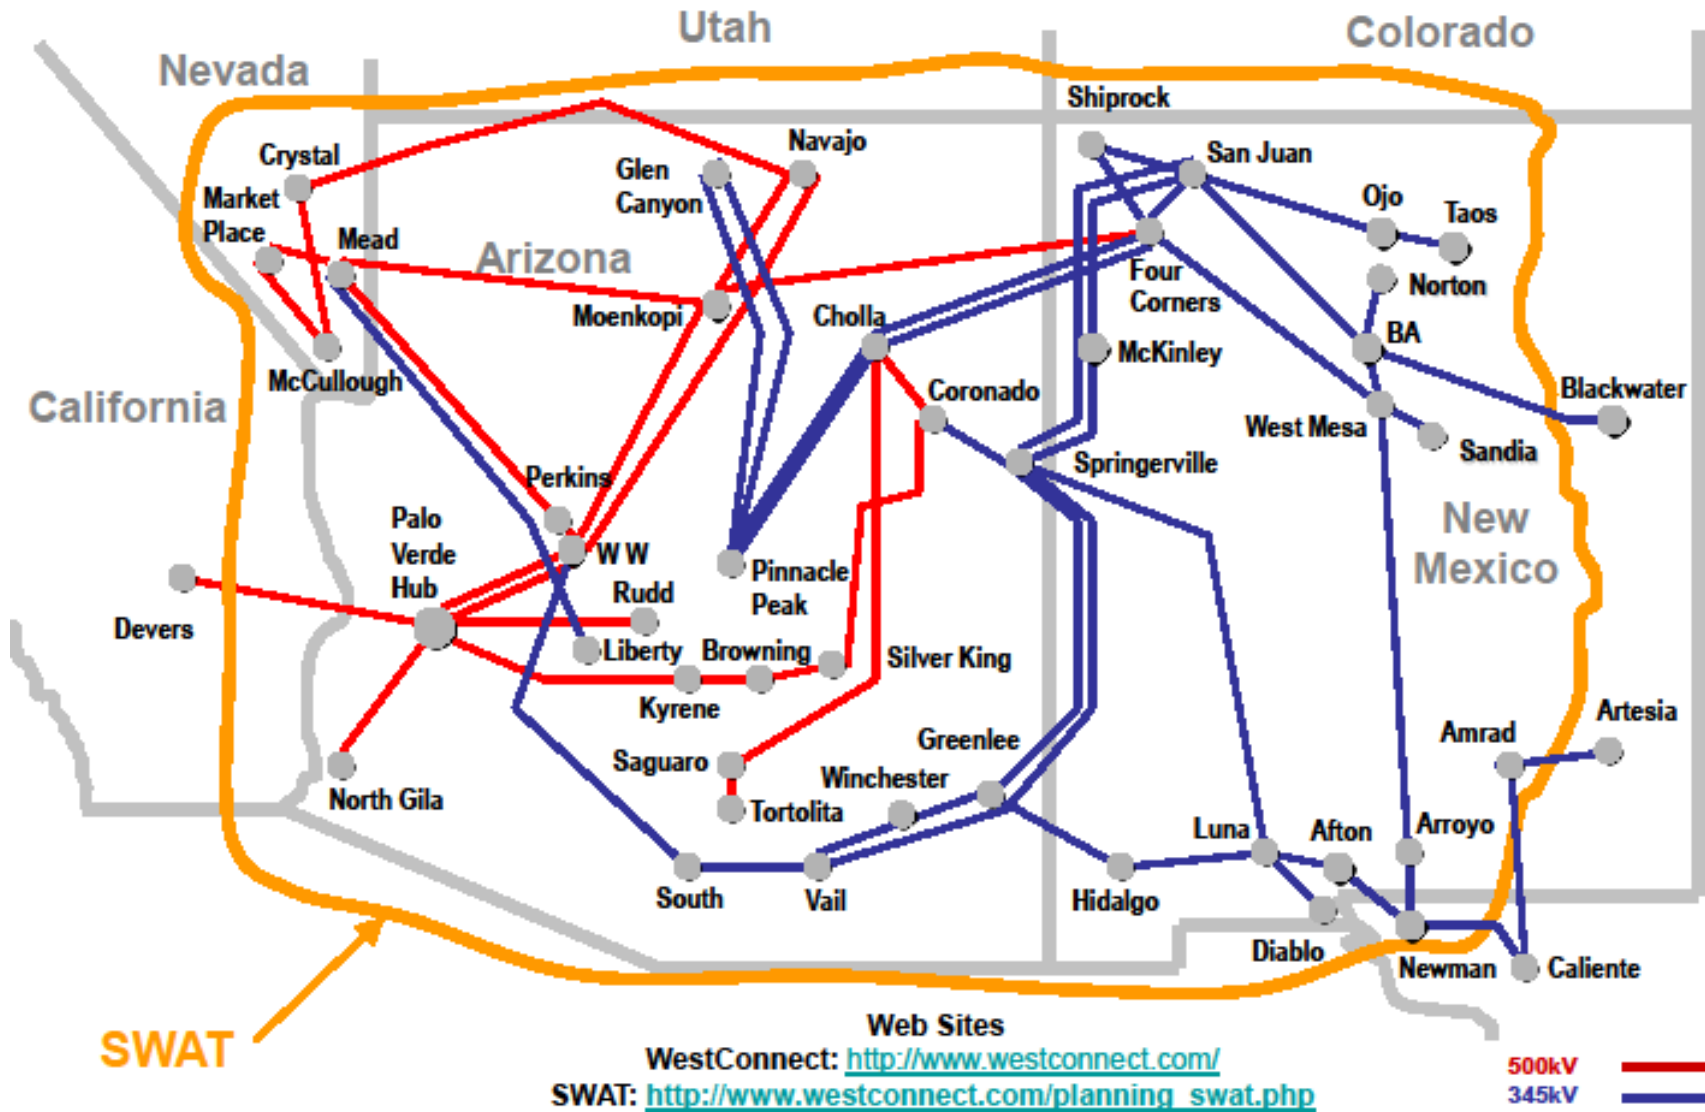 Utah
Colorado
Nevada
Shiprock
Crystal
Navajo
Glen
Canyon
San Juan
Market
Place
Mead
Ojo
Taos
Arizona
Four
Corners
Norton
Moenkopi
Cholla
BA
McKinley
McCullough
Coronado
Blackwater
California
West Mesa
Sandia
Springerville
Perkins
Palo
Verde
Hub
W W
New
Mexico
Pinnacle
Peak
Rudd
Devers
Liberty
Browning
Silver King
Kyrene
Artesia
Amrad
Greenlee
Saguaro
Winchester
North Gila
Tortolita
Luna
Afton
Arroyo
South
Vail
Hidalgo
Diablo
Newman
Caliente
SWAT
Web Sites
WestConnect: http://www.westconnect.com/
SWAT: http://www.westconnect.com/planning_swat.php
500kV
345kV